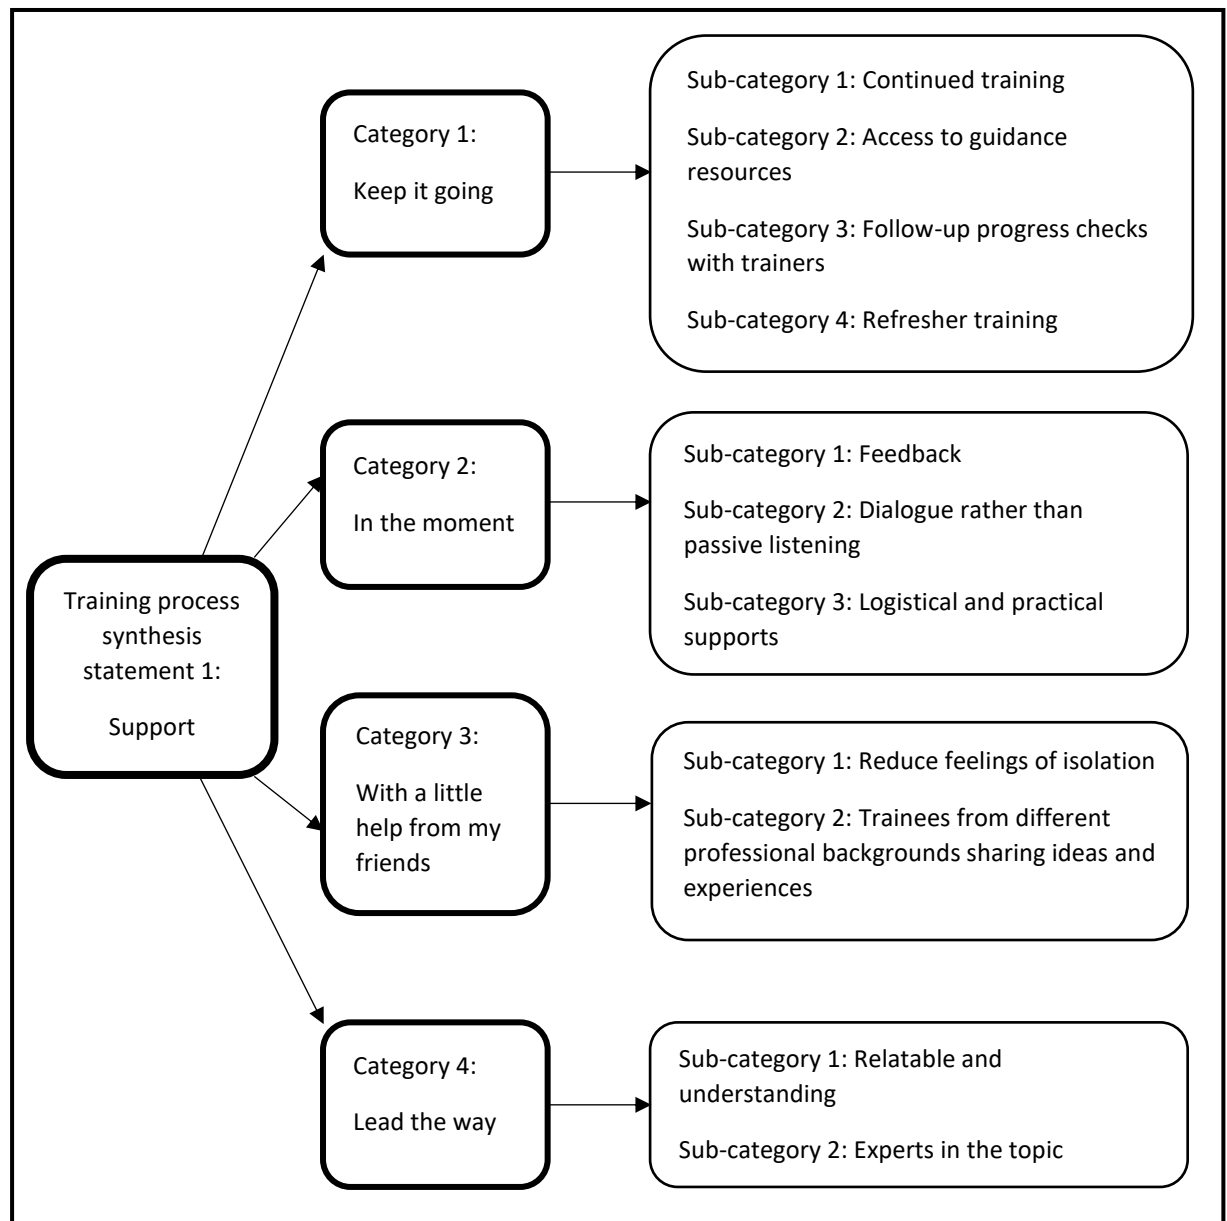 Category 1:
Keep it going
Sub-category 1: Continued training
Sub-category 2: Access to guidance
resources
Sub-category 3: Follow-up progress checks
with trainers
Sub-category 4: Refresher training
Category 2:
In the moment
Sub-category 1: Feedback
Sub-category 2: Dialogue rather than
passive listening
Sub-category 3: Logistical and practical
supports
Training process
synthesis
statement 1:
Support
Category 3:
With a little
help from my
friends
Sub-category 1: Reduce feelings of isolation
Sub-category 2: Trainees from different
professional backgrounds sharing ideas and
experiences
Category 4:
Lead the way
Sub-category 1: Relatable and
understanding
Sub-category 2: Experts in the topic